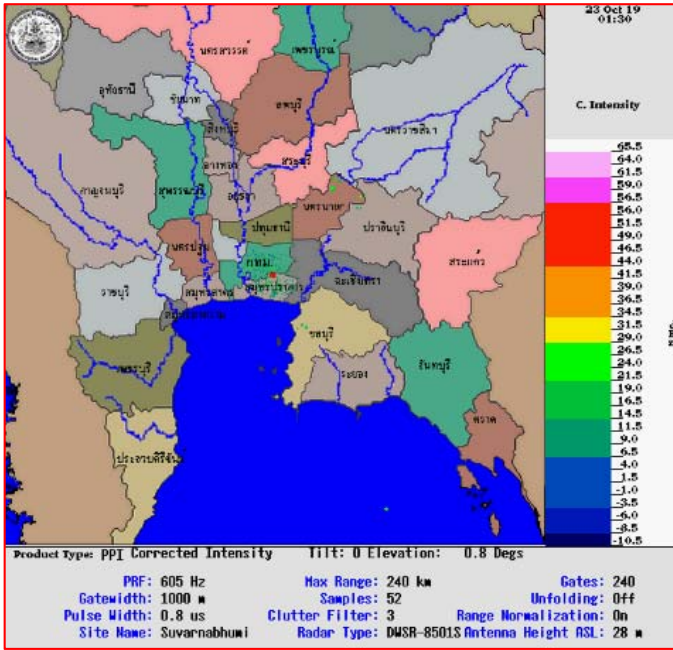 23 Oct 19
01:30
นครสวรรค์
เพชรบูรณ์
อุทัยธานี
ชัยนาท
ลพบุรี
สิงห์บุรี
นครราชสีมา
อ่างทอง
สระบุรี
กาญจนบุรี
สุพรรณบุรี
อยุธยา
นครนายก
ปราจีนบุรี
ปทุมธานี
นครปฐม
กทม.
สระแก้ว
ราชบุรี
สมุทรสาคร
สมุทรปราการ
ฉะเชิงเทรา
สมุทรสงคราม
ชลบุรี
เพชรบุรี
ระยอง
จันทบุรี
ตราด
ประจวบคีรีขันธ์
C. Intensity
65.5
64.0
61.5
59.0
56.5
56.0
54.0
51.5
49.0
46.5
44.0
41.5
39.0
36.5
34.0
31.5
29.0
26.5
24.0
21.5
19.0
16.5
14.5
11.5
9.0
6.5
4.0
1.5
-1.0
-3.5
-6.0
-8.5
-10.5
Product Type: PPI Corrected Intensity Tilt: 0 Elevation: 0.8 Degs
PRF: 605 Hz Max Range: 240 km Gates: 240
Gatewidth: 1000 m Samples: 52 Unfolding: Off
Pulse Width: 0.8 us Clutter Filter: 3 Range Normalization: On
Site Name: Suvarnabhumi Radar Type: DWSR-8501S Antenna Height ASL: 28 m